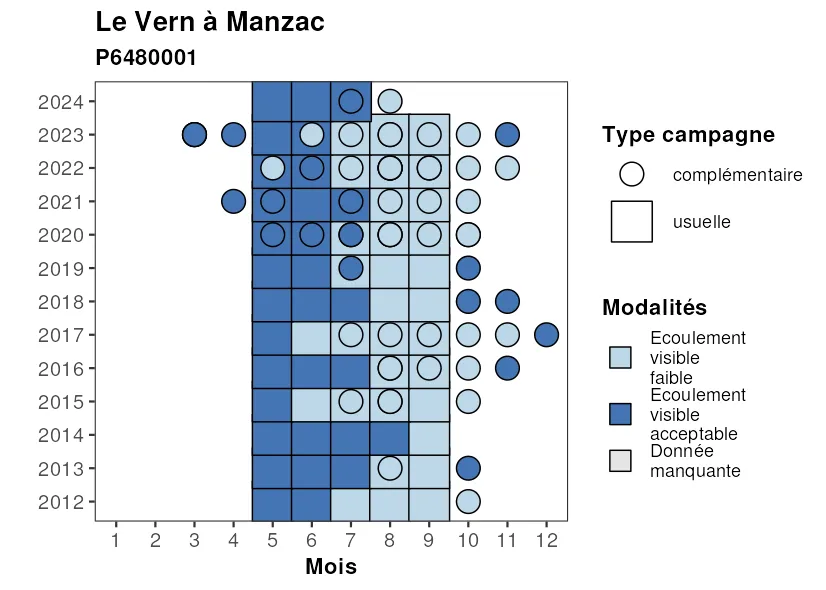 Le Vern à Manzac
P6480001
2024
2023
2022
2021
2020
2019
2018
2017
2016
2015
2014
2013
2012
1 2 3 4 5 6 7 8 9 10 11 12
Mois
Type campagne
complémentaire
usuelle
Modalités
Ecoulement
visible
faible
Ecoulement
visible
acceptable
Donnée
manquante